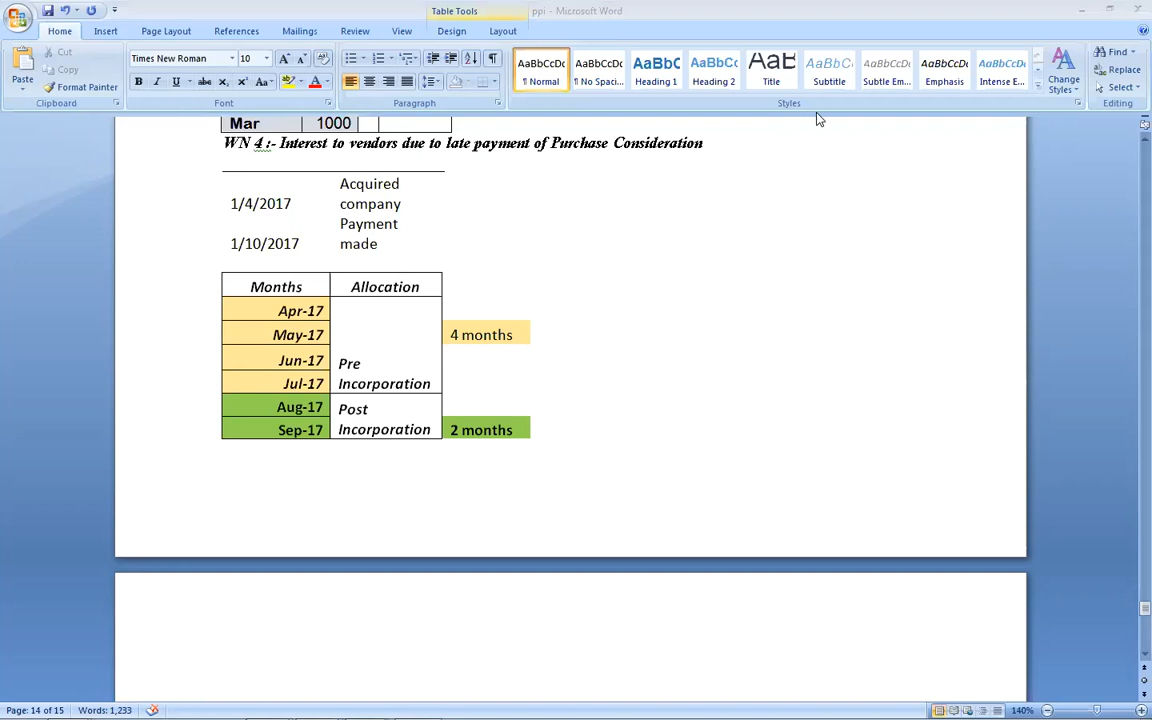 Table Tools
ppi - Microsoft Word
Home Insert Page Layout References Mailings Review View Design Layout
Paste
Cut
Copy
Format Painter
Times New Roman 10
AaBbCcDc AaBbCcDc AaBbC AaBbCc AaB AaBbCc. AaBbCcDc AaBbCcDc AaBbCcDc
¶ Normal ¶ No Spaci... Heading 1 Heading 2 Title Subtitle Subtle Em... Emphasis Intense E...
Change Styles
Find
Replace
Select
Clipboard Font Paragraph Styles Editing
Mar 1000
WN 4 :- Interest to vendors due to late payment of Purchase Consideration
1/4/2017 Acquired company
1/10/2017 Payment made
Months Allocation
Apr-17
May-17 4 months
Jun-17 Pre
Jul-17 Incorporation
Aug-17 Post
Sep-17 Incorporation 2 months
Page: 14 of 15 Words: 1,233 140%